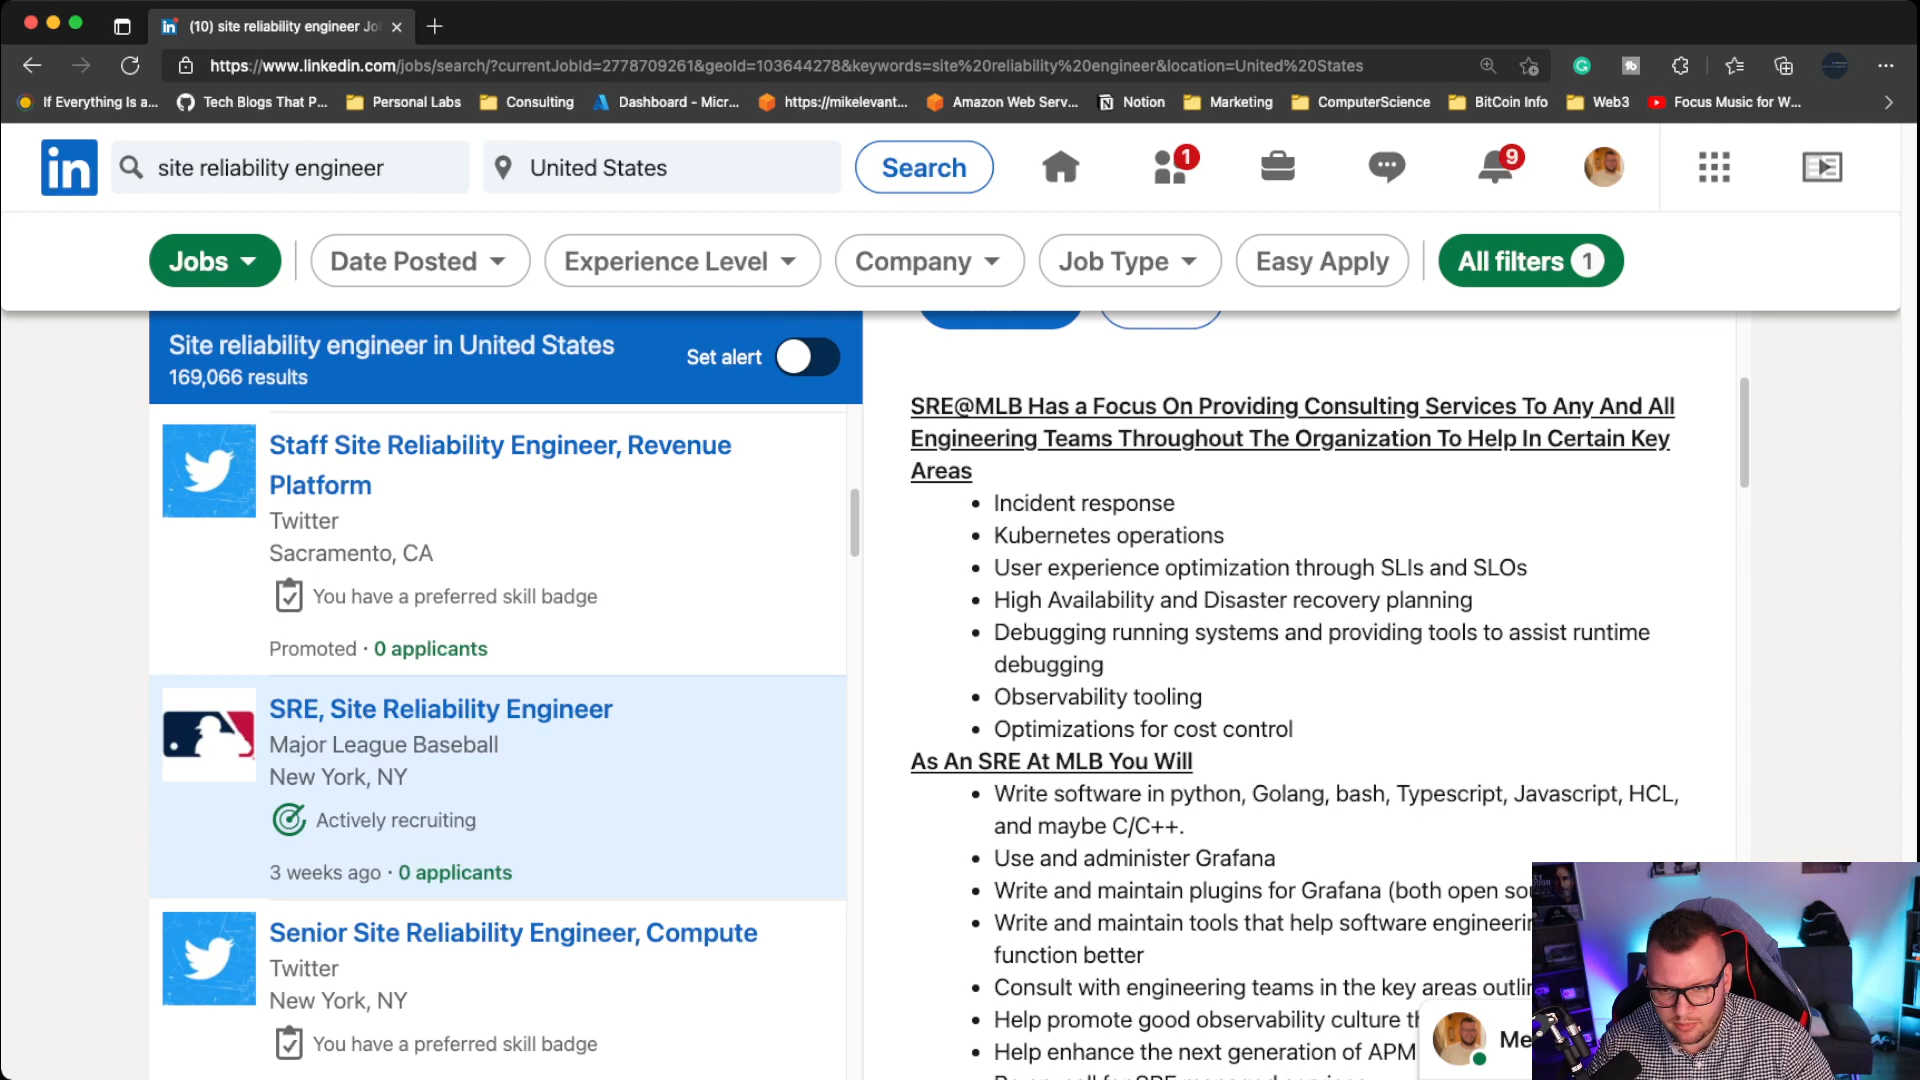 (10) site reliability engineer Jo
https://www.linkedin.com/jobs/search/?currentJobId=2778709261&geoId=103644278&keywords=site%20reliability%20engineer&location=United%20States
If Everything Is a... Tech Blogs That P... Personal Labs Consulting Dashboard - Micr... https://mikelevant... Amazon Web Serv... Notion Marketing ComputerScience BitCoin Info Web3 Focus Music for W...
in site reliability engineer United States Search 1 9
Jobs Date Posted Experience Level Company Job Type Easy Apply All filters 1
Site reliability engineer in United States
169,066 results
Set alert
Staff Site Reliability Engineer, Revenue
Platform
Twitter
Sacramento, CA
You have a preferred skill badge
Promoted · 0 applicants
SRE, Site Reliability Engineer
Major League Baseball
New York, NY
Actively recruiting
3 weeks ago · 0 applicants
Senior Site Reliability Engineer, Compute
Twitter
New York, NY
You have a preferred skill badge
SRE@MLB Has a Focus On Providing Consulting Services To Any And All
Engineering Teams Throughout The Organization To Help In Certain Key
Areas
• Incident response
• Kubernetes operations
• User experience optimization through SLIs and SLOs
• High Availability and Disaster recovery planning
• Debugging running systems and providing tools to assist runtime
debugging
• Observability tooling
• Optimizations for cost control
As An SRE At MLB You Will
• Write software in python, Golang, bash, Typescript, Javascript, HCL,
and maybe C/C++.
• Use and administer Grafana
• Write and maintain plugins for Grafana (both open so
• Write and maintain tools that help software engineerin
function better
• Consult with engineering teams in the key areas outlin
• Help promote good observability culture th
• Help enhance the next generation of APM
Me